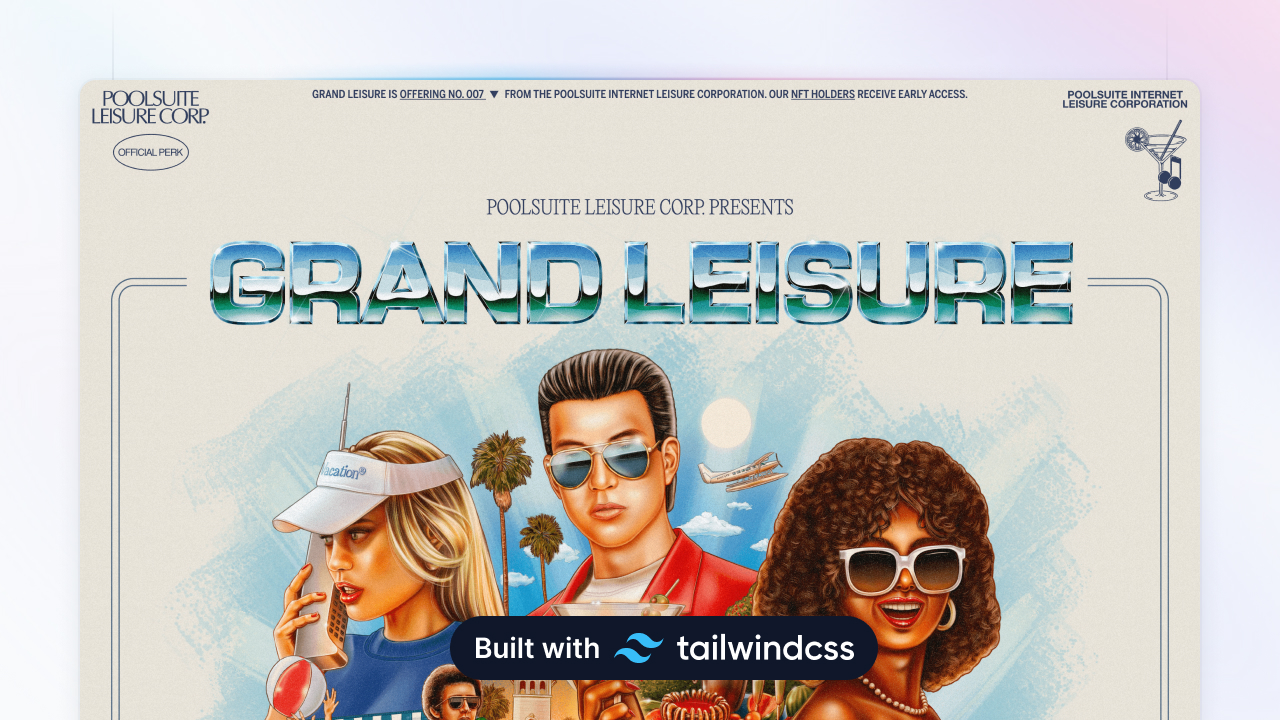 POOLSUITE
LEISURE CORP.
OFFICIAL PERK
GRAND LEISURE IS OFFERING NO. 007 ▼ FROM THE POOLSUITE INTERNET LEISURE CORPORATION. OUR NFT HOLDERS RECEIVE EARLY ACCESS.
POOLSUITE INTERNET
LEISURE CORPORATION
POOLSUITE LEISURE CORP. PRESENTS
GRAND LEISURE
Vacation®
Built with tailwindcss